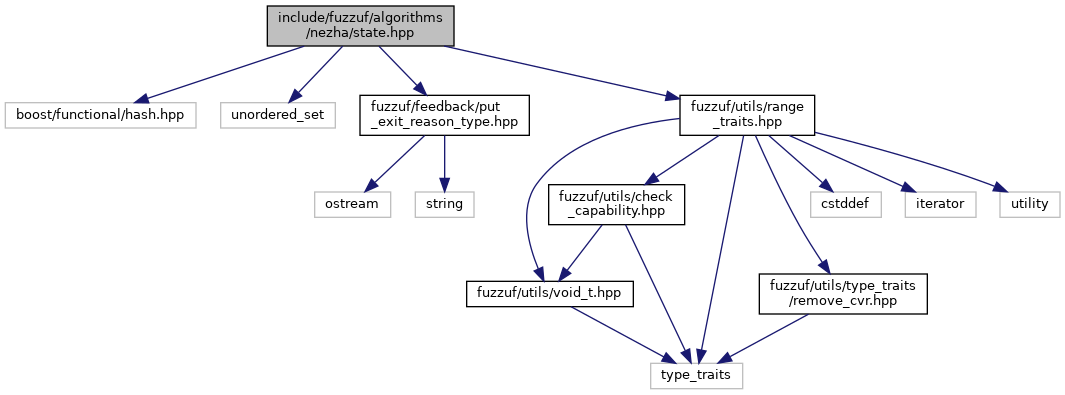 include/fuzzuf/algorithms
/nezha/state.hpp
boost/functional/hash.hpp
unordered_set
fuzzuf/feedback/put
_exit_reason_type.hpp
fuzzuf/utils/range
_traits.hpp
ostream
string
fuzzuf/utils/check
_capability.hpp
cstddef
iterator
utility
fuzzuf/utils/void_t.hpp
fuzzuf/utils/type_traits
/remove_cvr.hpp
type_traits